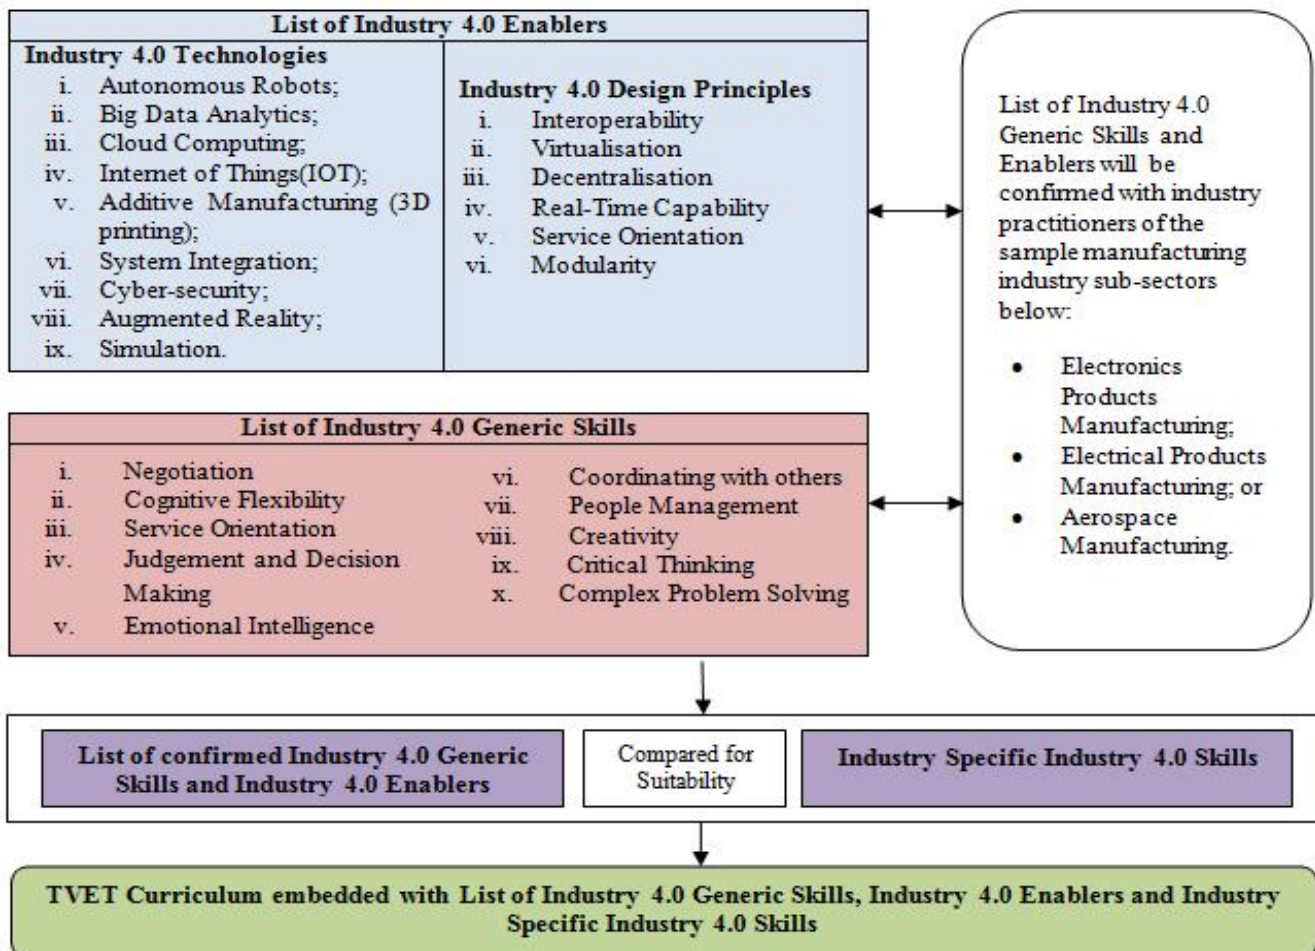 List of Industry 4.0 Enablers
Industry 4.0 Technologies
i. Autonomous Robots;
ii. Big Data Analytics;
iii. Cloud Computing;
iv. Internet of Things(IOT);
v. Additive Manufacturing (3D
printing);
vi. System Integration;
vii. Cyber-security;
viii. Augmented Reality;
ix. Simulation.
Industry 4.0 Design Principles
i. Interoperability
ii. Virtualisation
iii. Decentralisation
iv. Real-Time Capability
v. Service Orientation
vi. Modularity
List of Industry 4.0
Generic Skills and
Enablers will be
confirmed with industry
practitioners of the
sample manufacturing
industry sub-sectors
below:
• Electronics
Products
Manufacturing;
• Electrical Products
Manufacturing; or
• Aerospace
Manufacturing.
List of Industry 4.0 Generic Skills
i. Negotiation
ii. Cognitive Flexibility
iii. Service Orientation
iv. Judgement and Decision
Making
v. Emotional Intelligence
vi. Coordinating with others
vii. People Management
viii. Creativity
ix. Critical Thinking
x. Complex Problem Solving
List of confirmed Industry 4.0 Generic
Skills and Industry 4.0 Enablers
Compared for
Suitability
Industry Specific Industry 4.0 Skills
TVET Curriculum embedded with List of Industry 4.0 Generic Skills, Industry 4.0 Enablers and Industry
Specific Industry 4.0 Skills